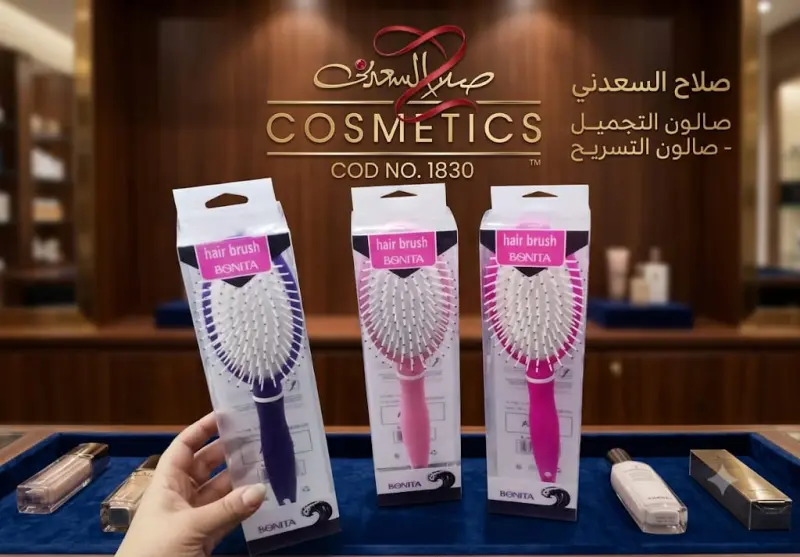 صلاح السعدني
COSMETICS
TM
COD NO. 1830
صلاح السعدني
صالون التجميل
- صالون التسريح
hair brush
BONITA
BONITA
hair brush
BONITA
BONITA
hair brush
BONITA
BONITA